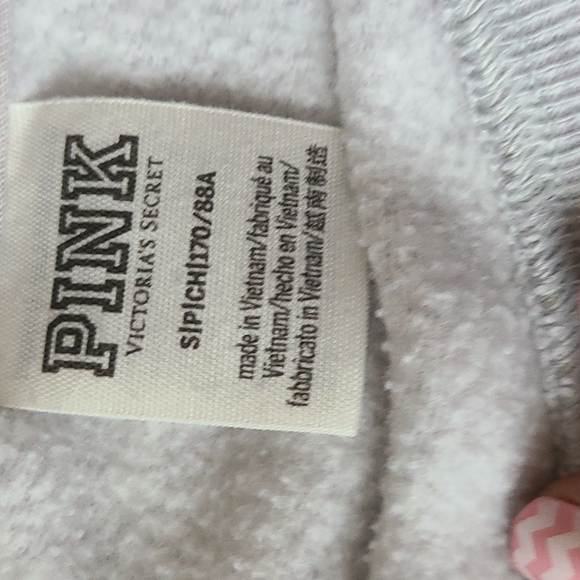 PINK
VICTORIA'S SECRET
S|P|CH|170/88A
made in Vietnam/fabriqué au
Vietnam/hecho en Vietnam/
fabbricato in Vietnam/越南制造